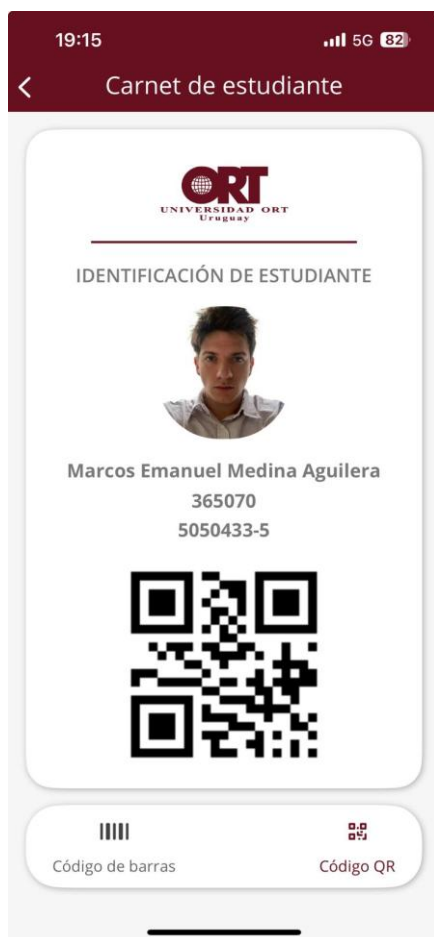 19:15 5G 82
Carnet de estudiante
ORT
UNIVERSIDAD ORT
Uruguay
IDENTIFICACIÓN DE ESTUDIANTE
Marcos Emanuel Medina Aguilera
365070
5050433-5
Código de barras Código QR